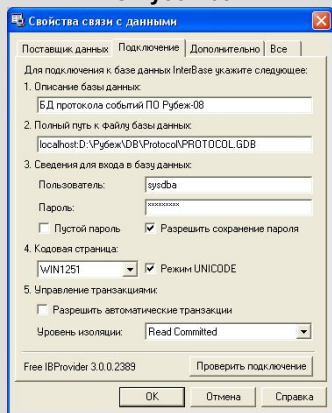 Свойства связи с данными
Поставщик данных Подключение Дополнительно Все
Для подключения к базе данных InterBase укажите следующее:
1. Описание базы данных:
БД протокола событий ПО Рубеж-08
2. Полный путь к файлу базы данных:
localhost:D:\Рубеж\DB\Protocol\PROTOCOL.GDB
3. Сведения для входа в базу данных:
Пользователь: sysdba
Пароль: xxxxxxxxx
Пустой пароль Разрешить сохранение пароля
4. Кодовая страница:
WIN1251 Режим UNICODE
5. Управление транзакциями:
Разрешить автоматические транзакции
Уровень изоляции: Read Committed
Free IBProvider 3.0.0.2389 Проверить подключение
OK Отмена Справка